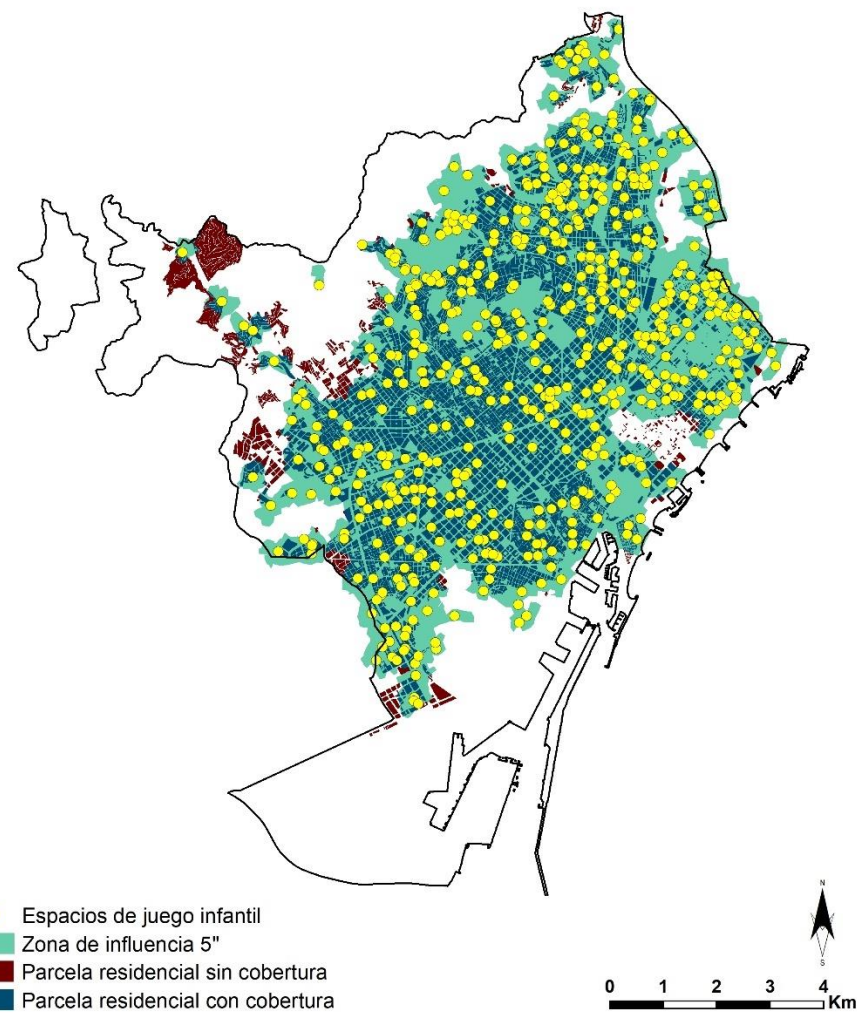 Espacios de juego infantil
Zona de influencia 5"
Parcela residencial sin cobertura
Parcela residencial con cobertura
N
S
0 1 2 3 4
Km